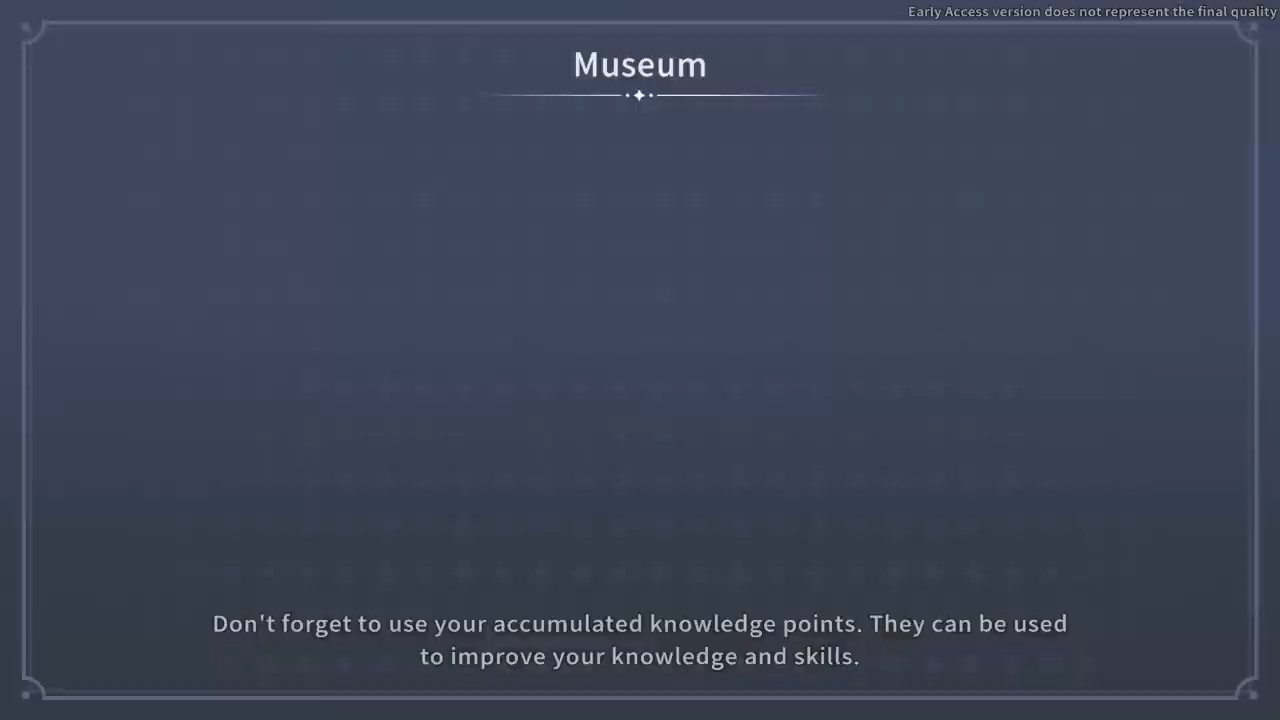 Early Access version does not represent the final quality
Museum
Don't forget to use your accumulated knowledge points. They can be used
to improve your knowledge and skills.